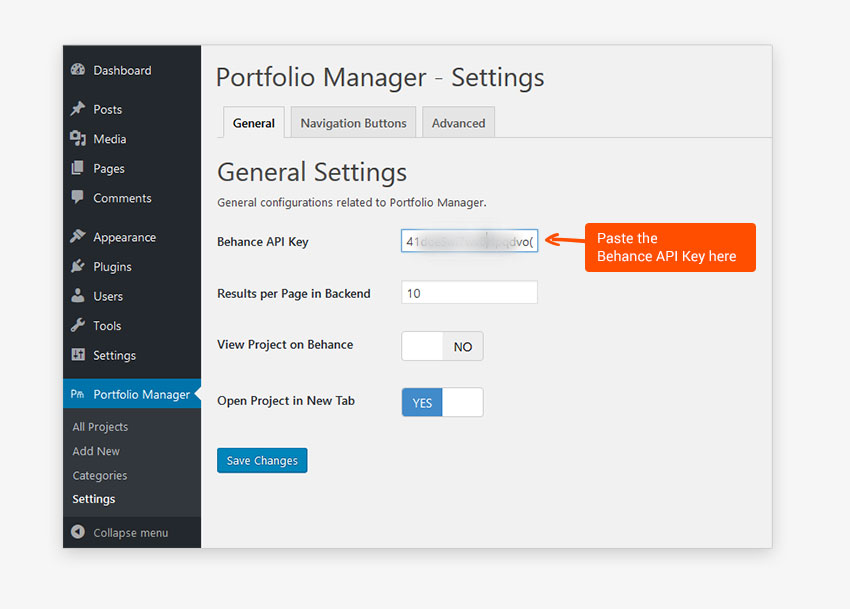 Dashboard
Posts
Media
Pages
Comments
Appearance
Plugins
Users
Tools
Settings
Pm Portfolio Manager
All Projects
Add New
Categories
Settings
Collapse menu
Portfolio Manager - Settings
General Navigation Buttons Advanced
General Settings
General configurations related to Portfolio Manager.
Behance API Key
Paste the
Behance API Key here
Results per Page in Backend 10
View Project on Behance NO
Open Project in New Tab YES
Save Changes